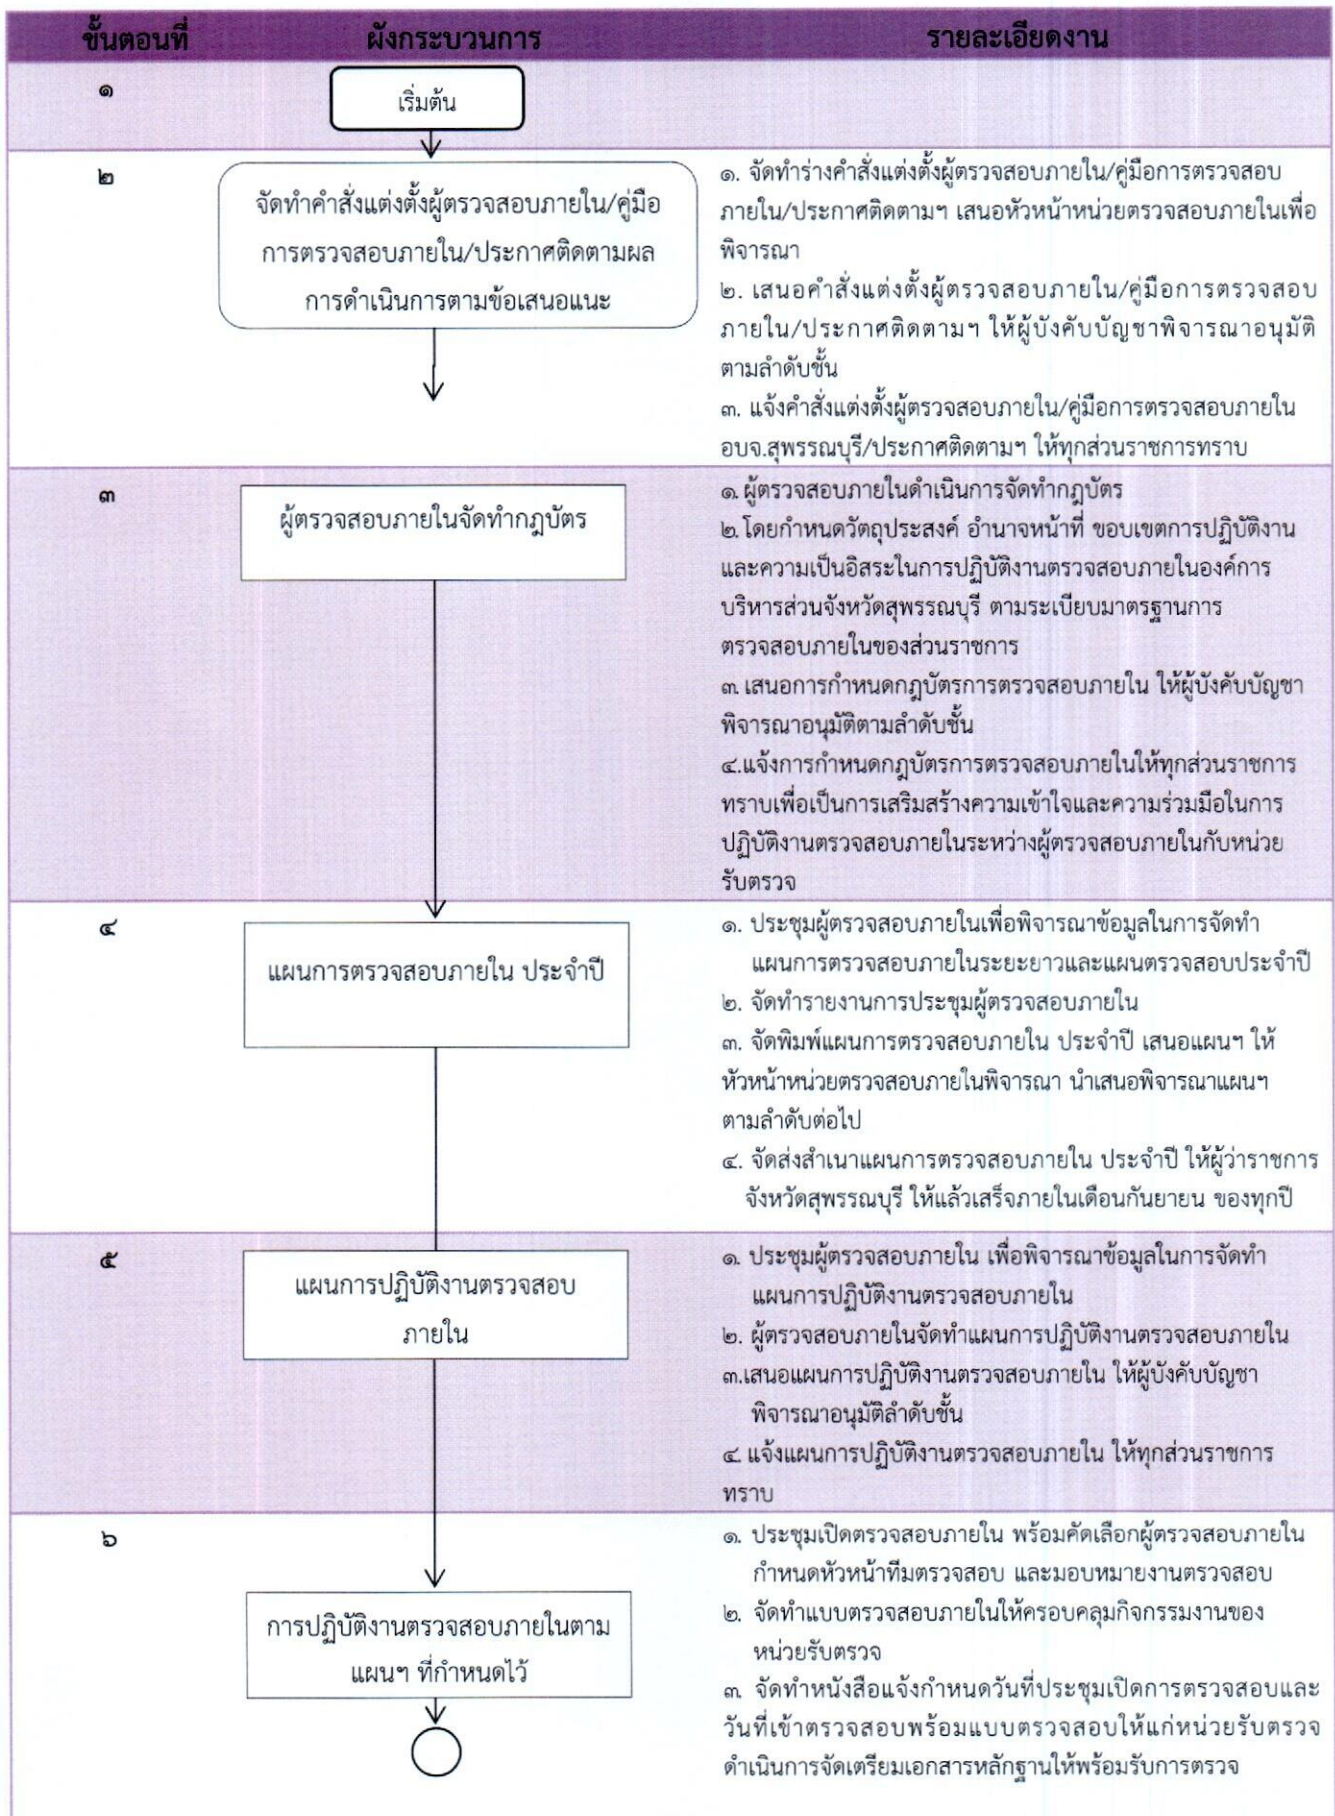 ขั้นตอนที่ ผังกระบวนการ รายละเอียดงาน
๑
เริ่มต้น
๒
จัดทำคำสั่งแต่งตั้งผู้ตรวจสอบภายใน/คู่มือ
การตรวจสอบภายใน/ประกาศติดตามผล
การดำเนินการตามข้อเสนอแนะ
๑. จัดทำร่างคำสั่งแต่งตั้งผู้ตรวจสอบภายใน/คู่มือการตรวจสอบ
ภายใน/ประกาศติดตามฯ เสนอหัวหน้าหน่วยตรวจสอบภายในเพื่อ
พิจารณา
๒. เสนอคำสั่งแต่งตั้งผู้ตรวจสอบภายใน/คู่มือการตรวจสอบ
ภายใน/ประกาศติดตามฯ ให้ผู้บังคับบัญชาพิจารณาอนุมัติ
ตามลำดับชั้น
๓. แจ้งคำสั่งแต่งตั้งผู้ตรวจสอบภายใน/คู่มือการตรวจสอบภายใน
อบจ.สุพรรณบุรี/ประกาศติดตามฯ ให้ทุกส่วนราชการทราบ
๓
ผู้ตรวจสอบภายในจัดทำกฎบัตร
๑. ผู้ตรวจสอบภายในดำเนินการจัดทำกฎบัตร
๒. โดยกำหนดวัตถุประสงค์ อำนาจหน้าที่ ขอบเขตการปฏิบัติงาน
และความเป็นอิสระในการปฏิบัติงานตรวจสอบภายในองค์การ
บริหารส่วนจังหวัดสุพรรณบุรี ตามระเบียบมาตรฐานการ
ตรวจสอบภายในของส่วนราชการ
๓. เสนอการกำหนดกฎบัตรการตรวจสอบภายใน ให้ผู้บังคับบัญชา
พิจารณาอนุมัติตามลำดับชั้น
๔.แจ้งการกำหนดกฎบัตรการตรวจสอบภายในให้ทุกส่วนราชการ
ทราบเพื่อเป็นการเสริมสร้างความเข้าใจและความร่วมมือในการ
ปฏิบัติงานตรวจสอบภายในระหว่างผู้ตรวจสอบภายในกับหน่วย
รับตรวจ
๔
แผนการตรวจสอบภายใน ประจำปี
๑. ประชุมผู้ตรวจสอบภายในเพื่อพิจารณาข้อมูลในการจัดทำ
แผนการตรวจสอบภายในระยะยาวและแผนตรวจสอบประจำปี
๒. จัดทำรายงานการประชุมผู้ตรวจสอบภายใน
๓. จัดพิมพ์แผนการตรวจสอบภายใน ประจำปี เสนอแผนฯ ให้
หัวหน้าหน่วยตรวจสอบภายในพิจารณา นำเสนอพิจารณาแผนฯ
ตามลำดับต่อไป
๔. จัดส่งสำเนาแผนการตรวจสอบภายใน ประจำปี ให้ผู้ว่าราชการ
จังหวัดสุพรรณบุรี ให้แล้วเสร็จภายในเดือนกันยายน ของทุกปี
๕
แผนการปฏิบัติงานตรวจสอบ
ภายใน
๑. ประชุมผู้ตรวจสอบภายใน เพื่อพิจารณาข้อมูลในการจัดทำ
แผนการปฏิบัติงานตรวจสอบภายใน
๒. ผู้ตรวจสอบภายในจัดทำแผนการปฏิบัติงานตรวจสอบภายใน
๓.เสนอแผนการปฏิบัติงานตรวจสอบภายใน ให้ผู้บังคับบัญชา
พิจารณาอนุมัติลำดับชั้น
๔. แจ้งแผนการปฏิบัติงานตรวจสอบภายใน ให้ทุกส่วนราชการ
ทราบ
๖
การปฏิบัติงานตรวจสอบภายในตาม
แผนฯ ที่กำหนดไว้
๑. ประชุมเปิดตรวจสอบภายใน พร้อมคัดเลือกผู้ตรวจสอบภายใน
กำหนดหัวหน้าทีมตรวจสอบ และมอบหมายงานตรวจสอบ
๒. จัดทำแบบตรวจสอบภายในให้ครอบคลุมกิจกรรมงานของ
หน่วยรับตรวจ
๓. จัดทำหนังสือแจ้งกำหนดวันที่ประชุมเปิดการตรวจสอบและ
วันที่เข้าตรวจสอบพร้อมแบบตรวจสอบให้แก่หน่วยรับตรวจ
ดำเนินการจัดเตรียมเอกสารหลักฐานให้พร้อมรับการตรวจ